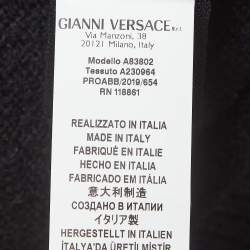 GIANNI VERSACE S.r.l.
Via Manzoni, 38
20121 Milano, Italy
Modello A83802
Tessuto A230964
PROABB/2019/654
RN 118861
REALIZZATO IN ITALIA
MADE IN ITALY
FABRIQUÉ EN ITALIE
HECHO EN ITALIA
FABRICADO EM ITÁLIA
意大利制造
СОЗДАНО В ИТАЛИИ
イタリア製
HERGESTELLT IN ITALIEN
İTALYA'DA ÜRETİLMİŞTİR